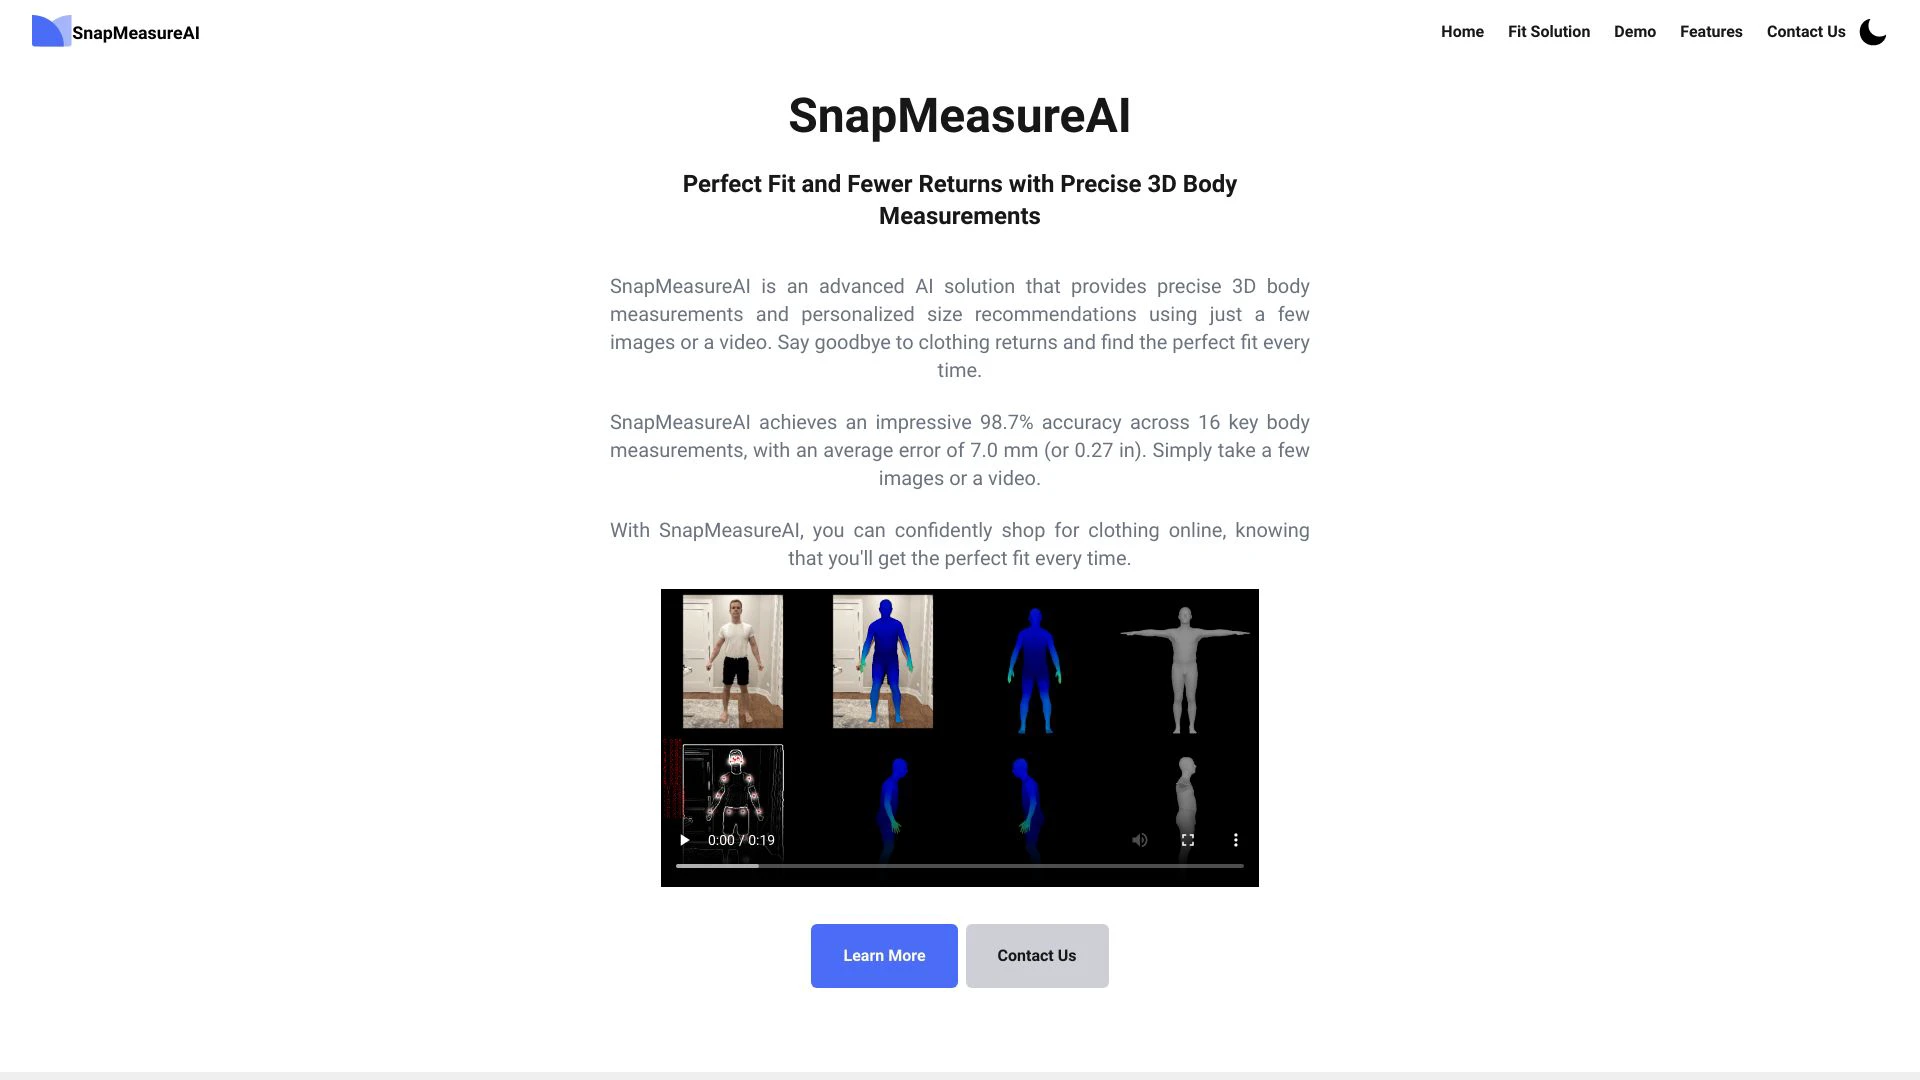 SnapMeasureAI
Home Fit Solution Demo Features Contact Us
SnapMeasureAI
Perfect Fit and Fewer Returns with Precise 3D Body
Measurements
SnapMeasureAI is an advanced AI solution that provides precise 3D body
measurements and personalized size recommendations using just a few
images or a video. Say goodbye to clothing returns and find the perfect fit every
time.
SnapMeasureAI achieves an impressive 98.7% accuracy across 16 key body
measurements, with an average error of 7.0 mm (or 0.27 in). Simply take a few
images or a video.
With SnapMeasureAI, you can confidently shop for clothing online, knowing
that you'll get the perfect fit every time.
0:00 / 0:19
Learn More
Contact Us